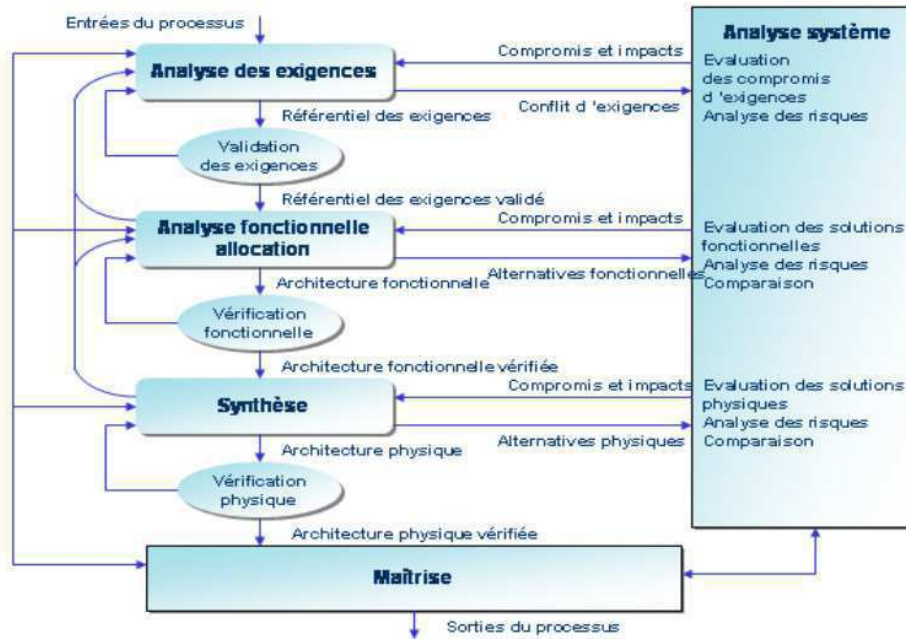 Entrées du processus
Analyse des exigences
Compromis et impacts
Conflit d 'exigences
Référentiel des exigences
Validation
des exigences
Référentiel des exigences validé
Analyse fonctionnelle
allocation
Compromis et impacts
Alternatives fonctionnelles
Architecture fonctionnelle
Vérification
fonctionnelle
Architecture fonctionnelle vérifiée
Synthèse
Compromis et impacts
Alternatives physiques
Architecture physique
Vérification
physique
Architecture physique vérifiée
Maîtrise
Sorties du processus
Analyse système
Evaluation
des compromis
d 'exigences
Analyse des risques
Evaluation des solutions
fonctionnelles
Analyse des risques
Comparaison
Evaluation des solutions
physiques
Analyse des risques
Comparaison